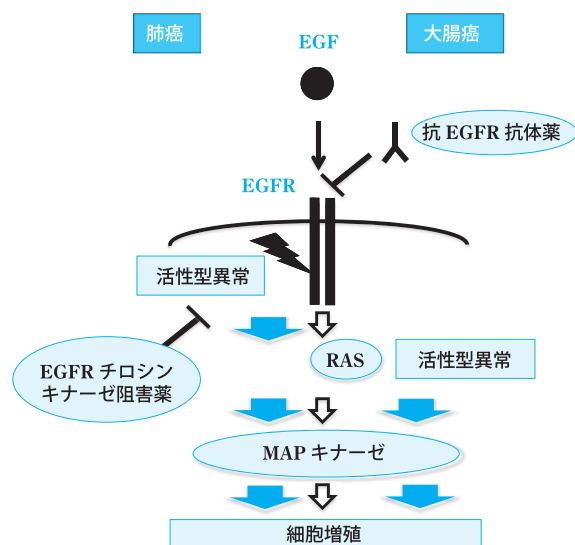 肺癌
EGF
大腸癌
抗 EGFR 抗体薬
EGFR
活性型異常
EGFR チロシン
キナーゼ阻害薬
RAS
活性型異常
MAP キナーゼ
細胞増殖